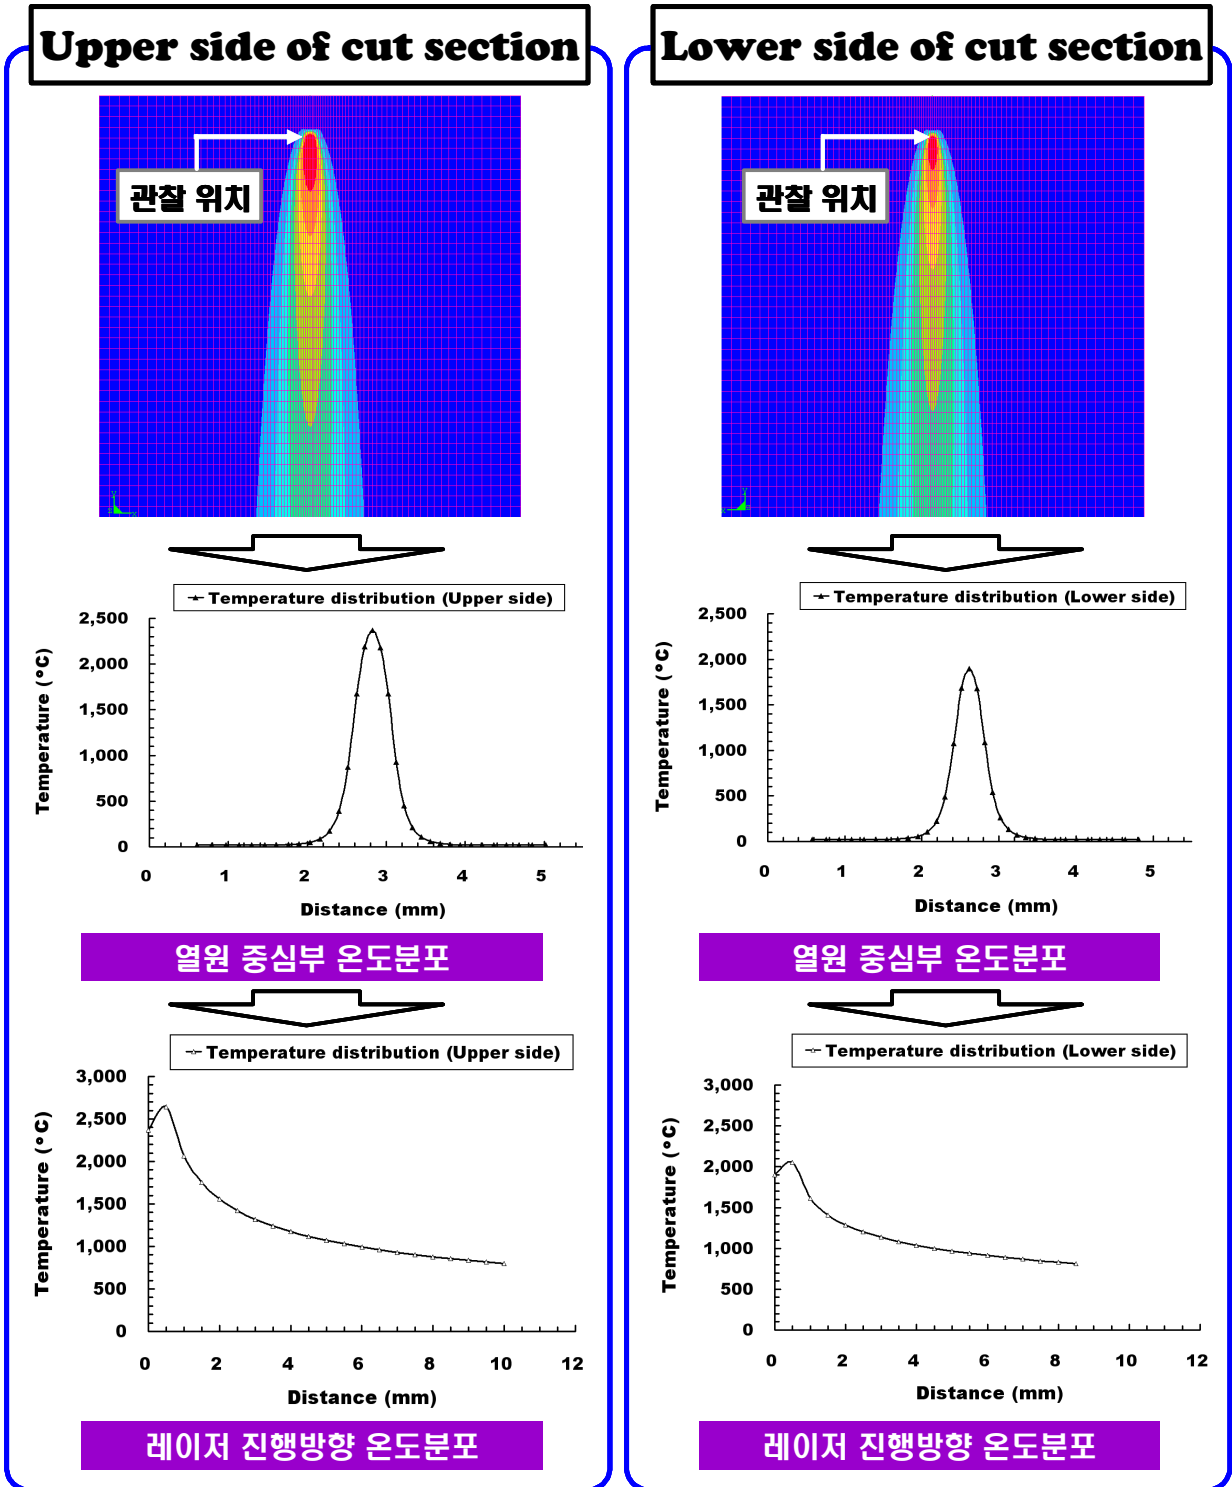 Upper side of cut section
관찰 위치
Y
X
Temperature distribution (Upper side)
Temperature (°C)
2,500
2,000
1,500
1,000
500
0
0 1 2 3 4 5
Distance (mm)
열원 중심부 온도분포
Temperature distribution (Upper side)
Temperature (°C)
3,000
2,500
2,000
1,500
1,000
500
0
0 2 4 6 8 10 12
Distance (mm)
레이저 진행방향 온도분포
Lower side of cut section
관찰 위치
Y
X
Temperature distribution (Lower side)
Temperature (°C)
2,500
2,000
1,500
1,000
500
0
0 1 2 3 4 5
Distance (mm)
열원 중심부 온도분포
Temperature distribution (Lower side)
Temperature (°C)
3,000
2,500
2,000
1,500
1,000
500
0
0 2 4 6 8 10 12
Distance (mm)
레이저 진행방향 온도분포